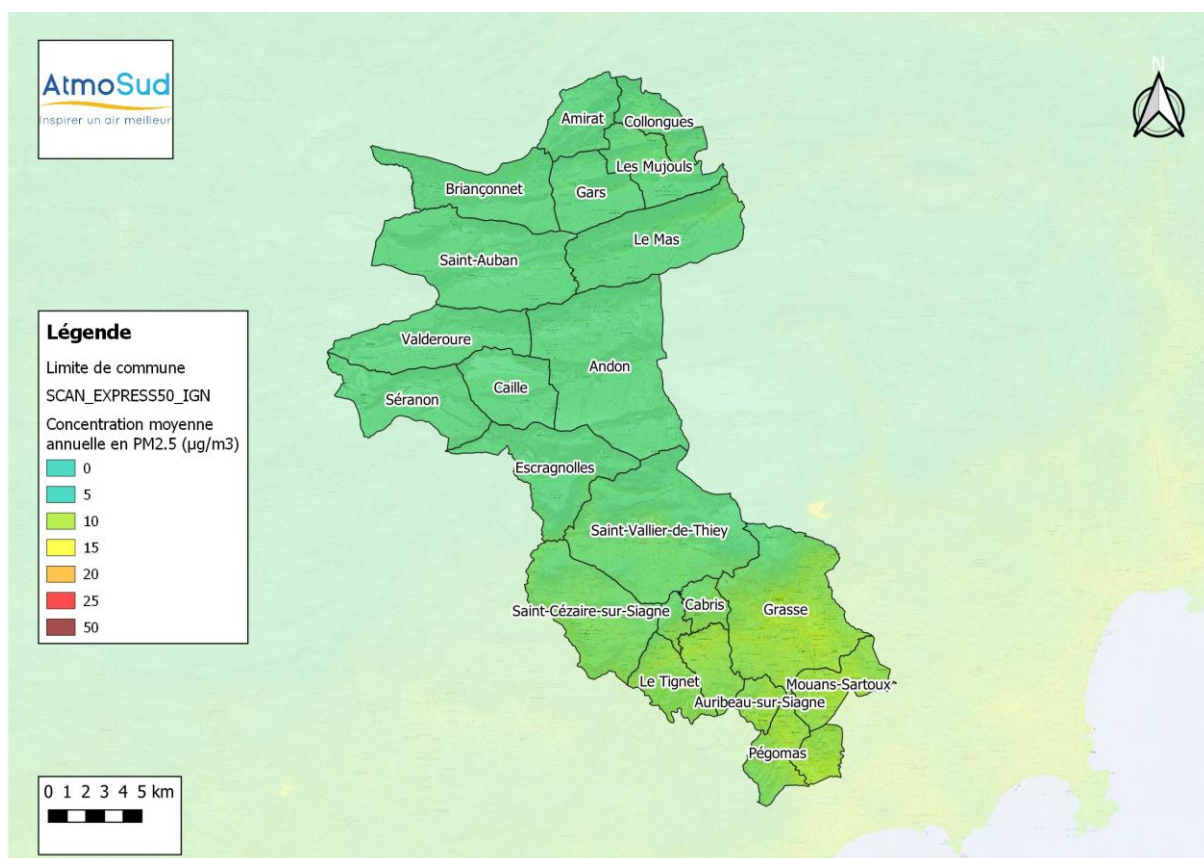 AtmoSud
Inspirer un air meilleur
N
Amirat
Collongues
Les Mujouls
Briançonnet
Gars
Le Mas
Saint-Auban
Valderoure
Andon
Caille
Séranon
Escragnolles
Saint-Vallier-de-Thiey
Saint-Cézaire-sur-Siagne
Cabris
Grasse
Le Tignet
Mouans-Sartoux
Auribeau-sur-Siagne
Pégomas
Légende
Limite de commune
SCAN_EXPRESS50_IGN
Concentration moyenne
annuelle en PM2.5 (µg/m3)
0
5
10
15
20
25
50
0 1 2 3 4 5 km